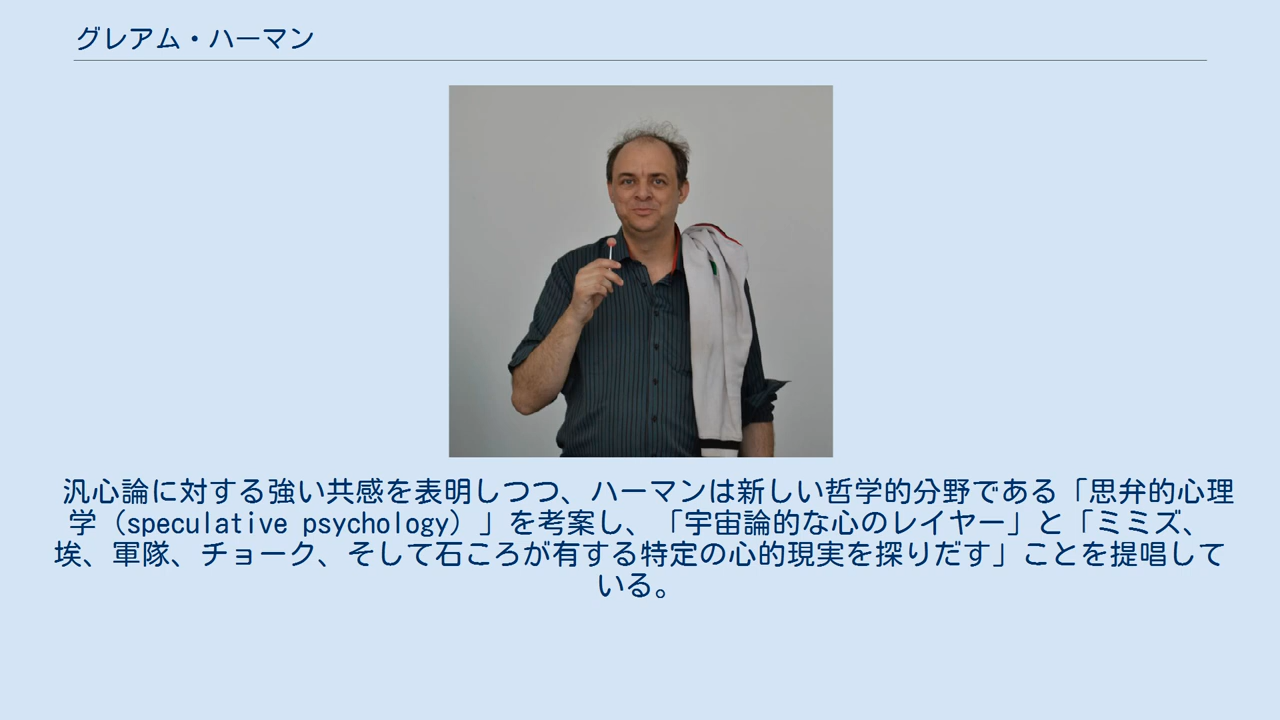 グレアム・ハーマン
汎心論に対する強い共感を表明しつつ、ハーマンは新しい哲学的分野である「思弁的心理
学（speculative psychology）」を考案し、「宇宙論的な心のレイヤー」と「ミミズ、
埃、軍隊、チョーク、そして石ころが有する特定の心的現実を探りだす」ことを提唱して
いる。